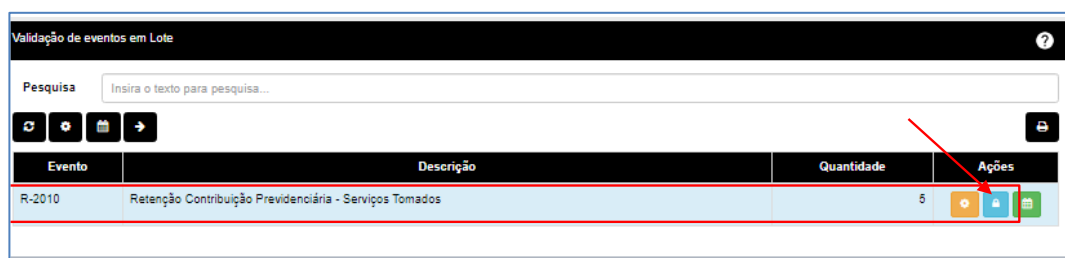 Validação de eventos em Lote
?
Pesquisa Insira o texto para pesquisa...
Evento Descrição Quantidade Ações
R-2010 Retenção Contribuição Previdenciária - Serviços Tomados 5